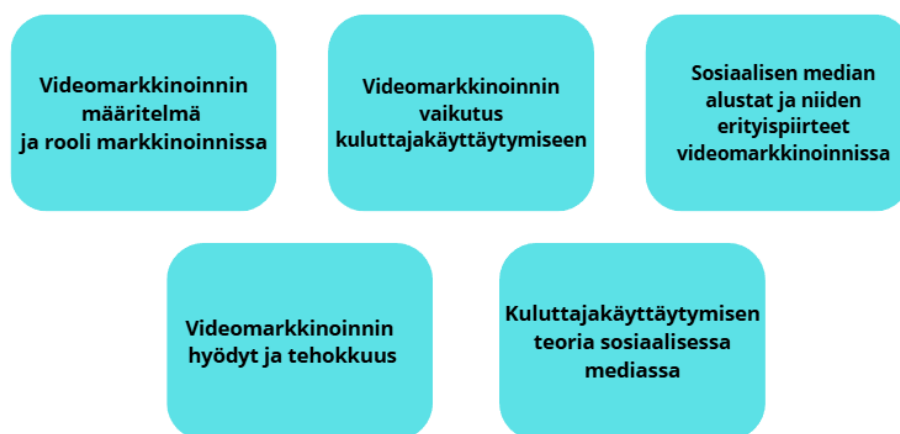 Videomarkkinoinnin
määritelmä
ja rooli markkinoinnissa
Videomarkkinoinnin
vaikutus
kuluttajakäyttäytymiseen
Sosiaalisen median
alustat ja niiden
erityispiirteet
videomarkkinoinnissa
Videomarkkinoinnin
hyödyt ja tehokkuus
Kuluttajakäyttäytymisen
teoria sosiaalisessa
mediassa